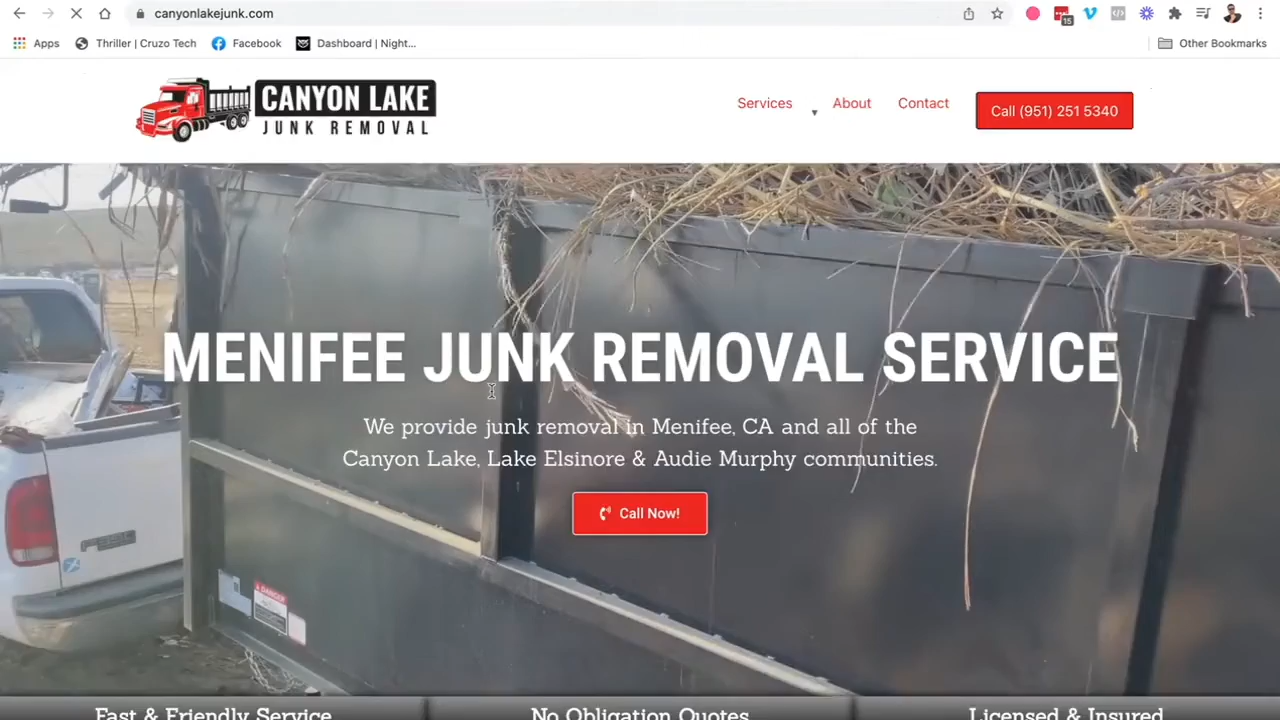 canyonlakejunk.com
15
Apps
Thriller | Cruzo Tech
Facebook
Dashboard | Night...
Other Bookmarks
CANYON LAKE
JUNK REMOVAL
Services
About
Contact
Call (951) 251 5340
MENIFEE JUNK REMOVAL SERVICE
We provide junk removal in Menifee, CA and all of the
Canyon Lake, Lake Elsinore & Audie Murphy communities.
Call Now!
DANGER
Fast & Friendly Service
No Obligation Quotes
Licensed & Insured